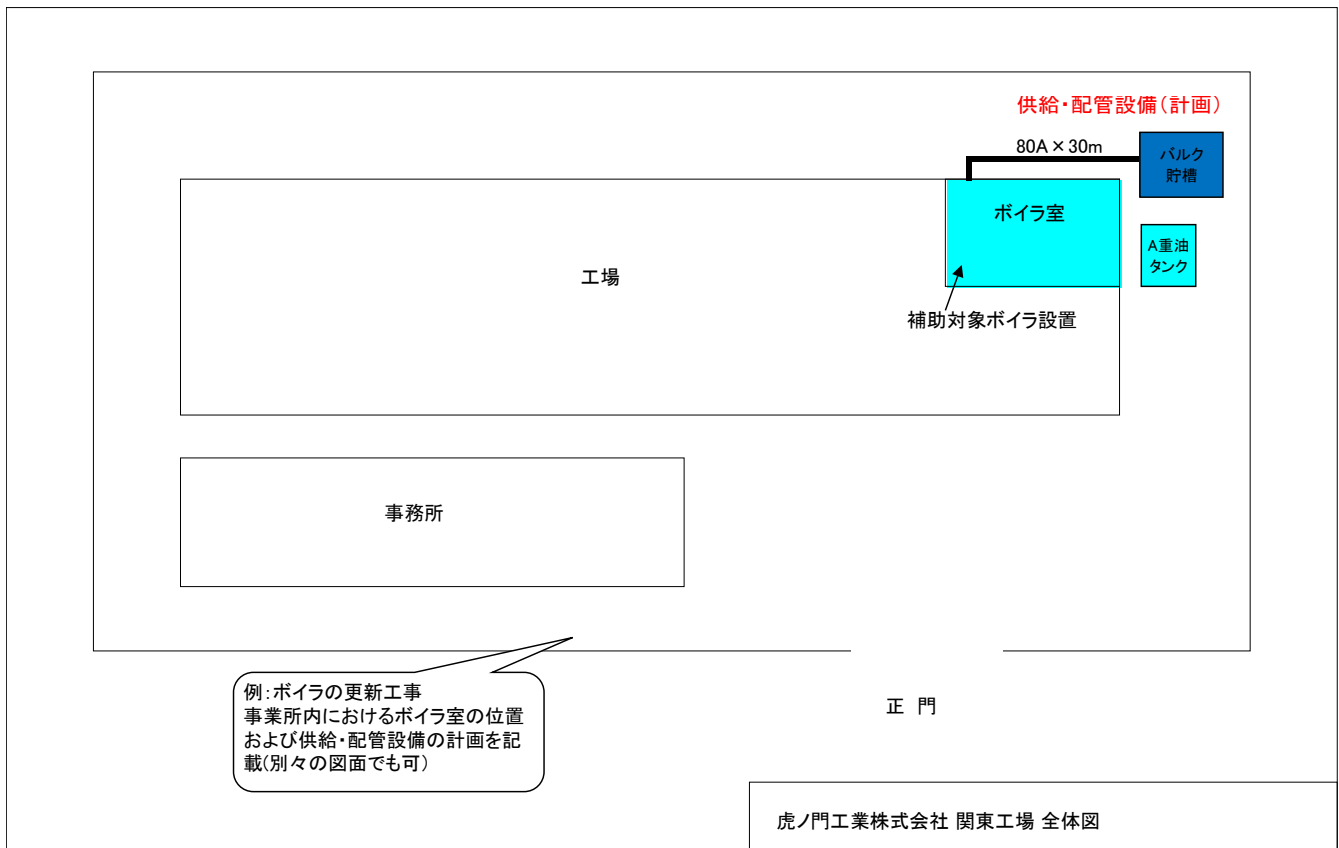 供給・配管設備(計画)
80A×30m
バルク
貯槽
ボイラ室
A重油
タンク
工場
補助対象ボイラ設置
事務所
例:ボイラの更新工事
事業所内におけるボイラ室の位置
および供給・配管設備の計画を記
載(別々の図面でも可)
正 門
虎ノ門工業株式会社 関東工場 全体図